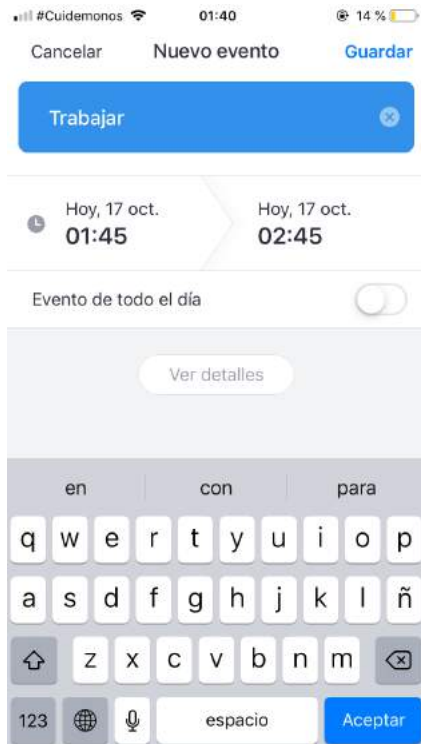 #Cuidemonos 01:40 14 %
Cancelar Nuevo evento Guardar
Trabajar
Hoy, 17 oct. Hoy, 17 oct.
01:45 02:45
Evento de todo el día
Ver detalles
en con para
q w e r t y u i o p
a s d f g h j k l ñ
z x c v b n m
123 espacio Aceptar